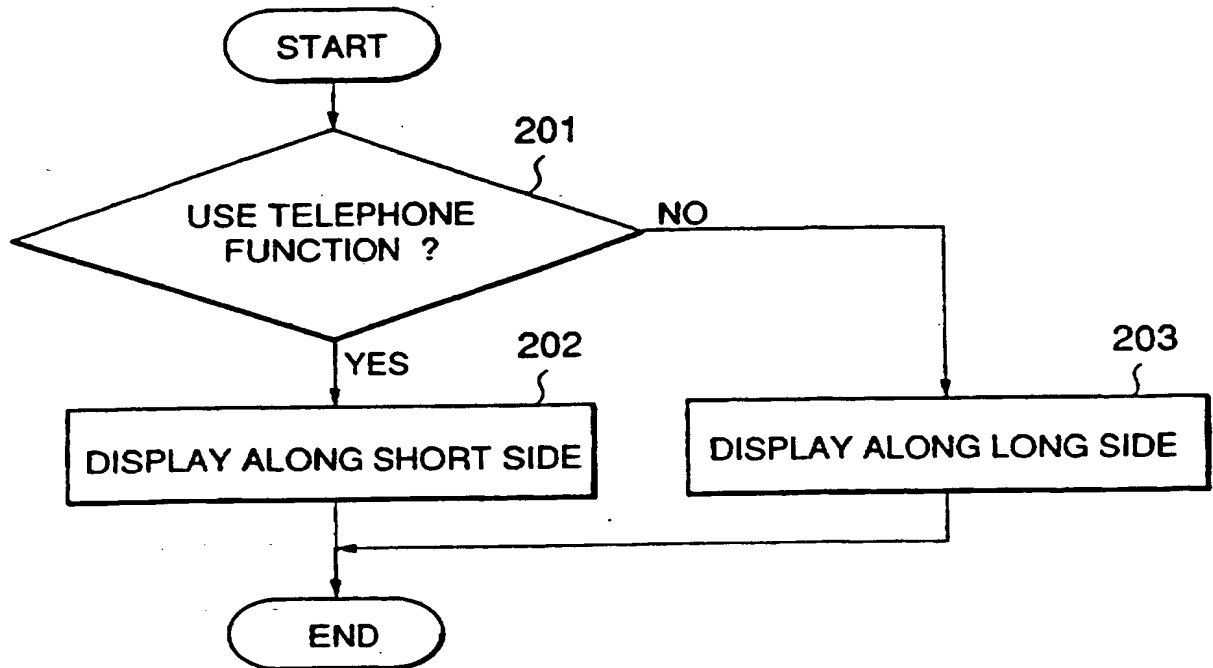 START
201
USE TELEPHONE
FUNCTION ?
NO
YES
202
203
DISPLAY ALONG SHORT SIDE
DISPLAY ALONG LONG SIDE
END